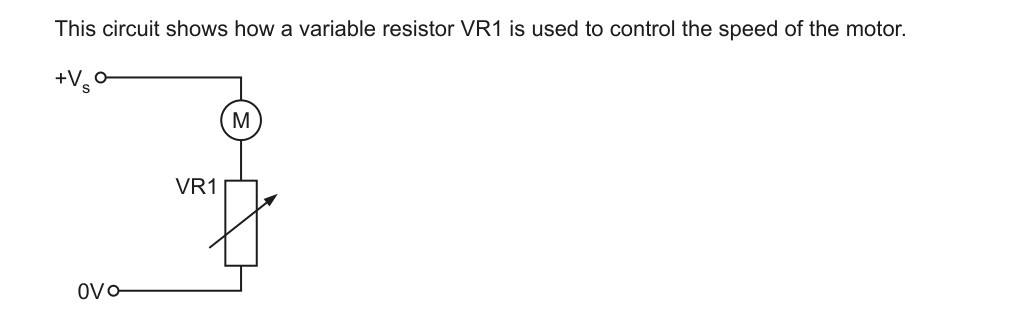 This circuit shows how a variable resistor VR1 is used to control the speed of the motor.
+Vs
M
VR1
0V